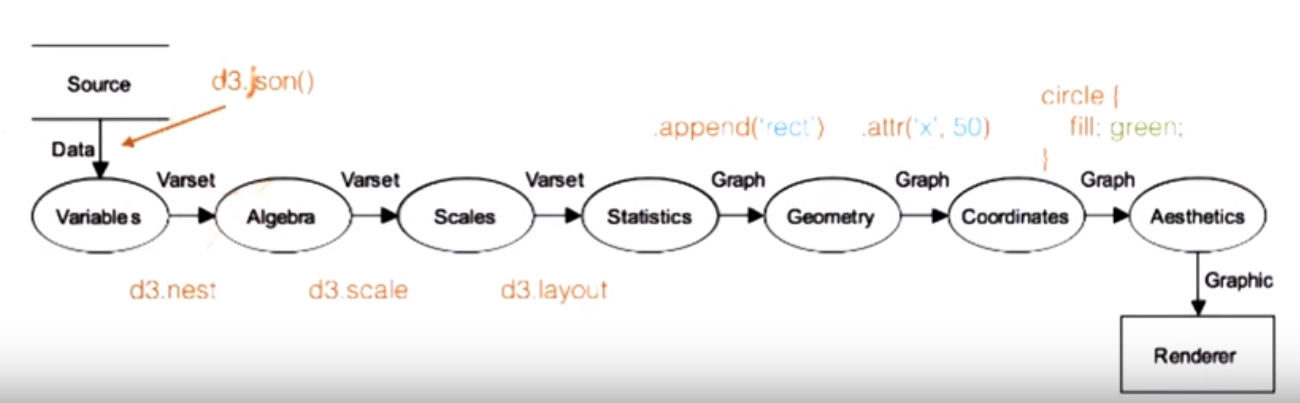 Source
d3.json()
Data
circle {
fill: green;
}
.append('rect')
.attr('x', 50)
Varset
Varset
Varset
Graph
Graph
Graph
Variables
Algebra
Scales
Statistics
Geometry
Coordinates
Aesthetics
d3.nest
d3.scale
d3.layout
Graphic
Renderer